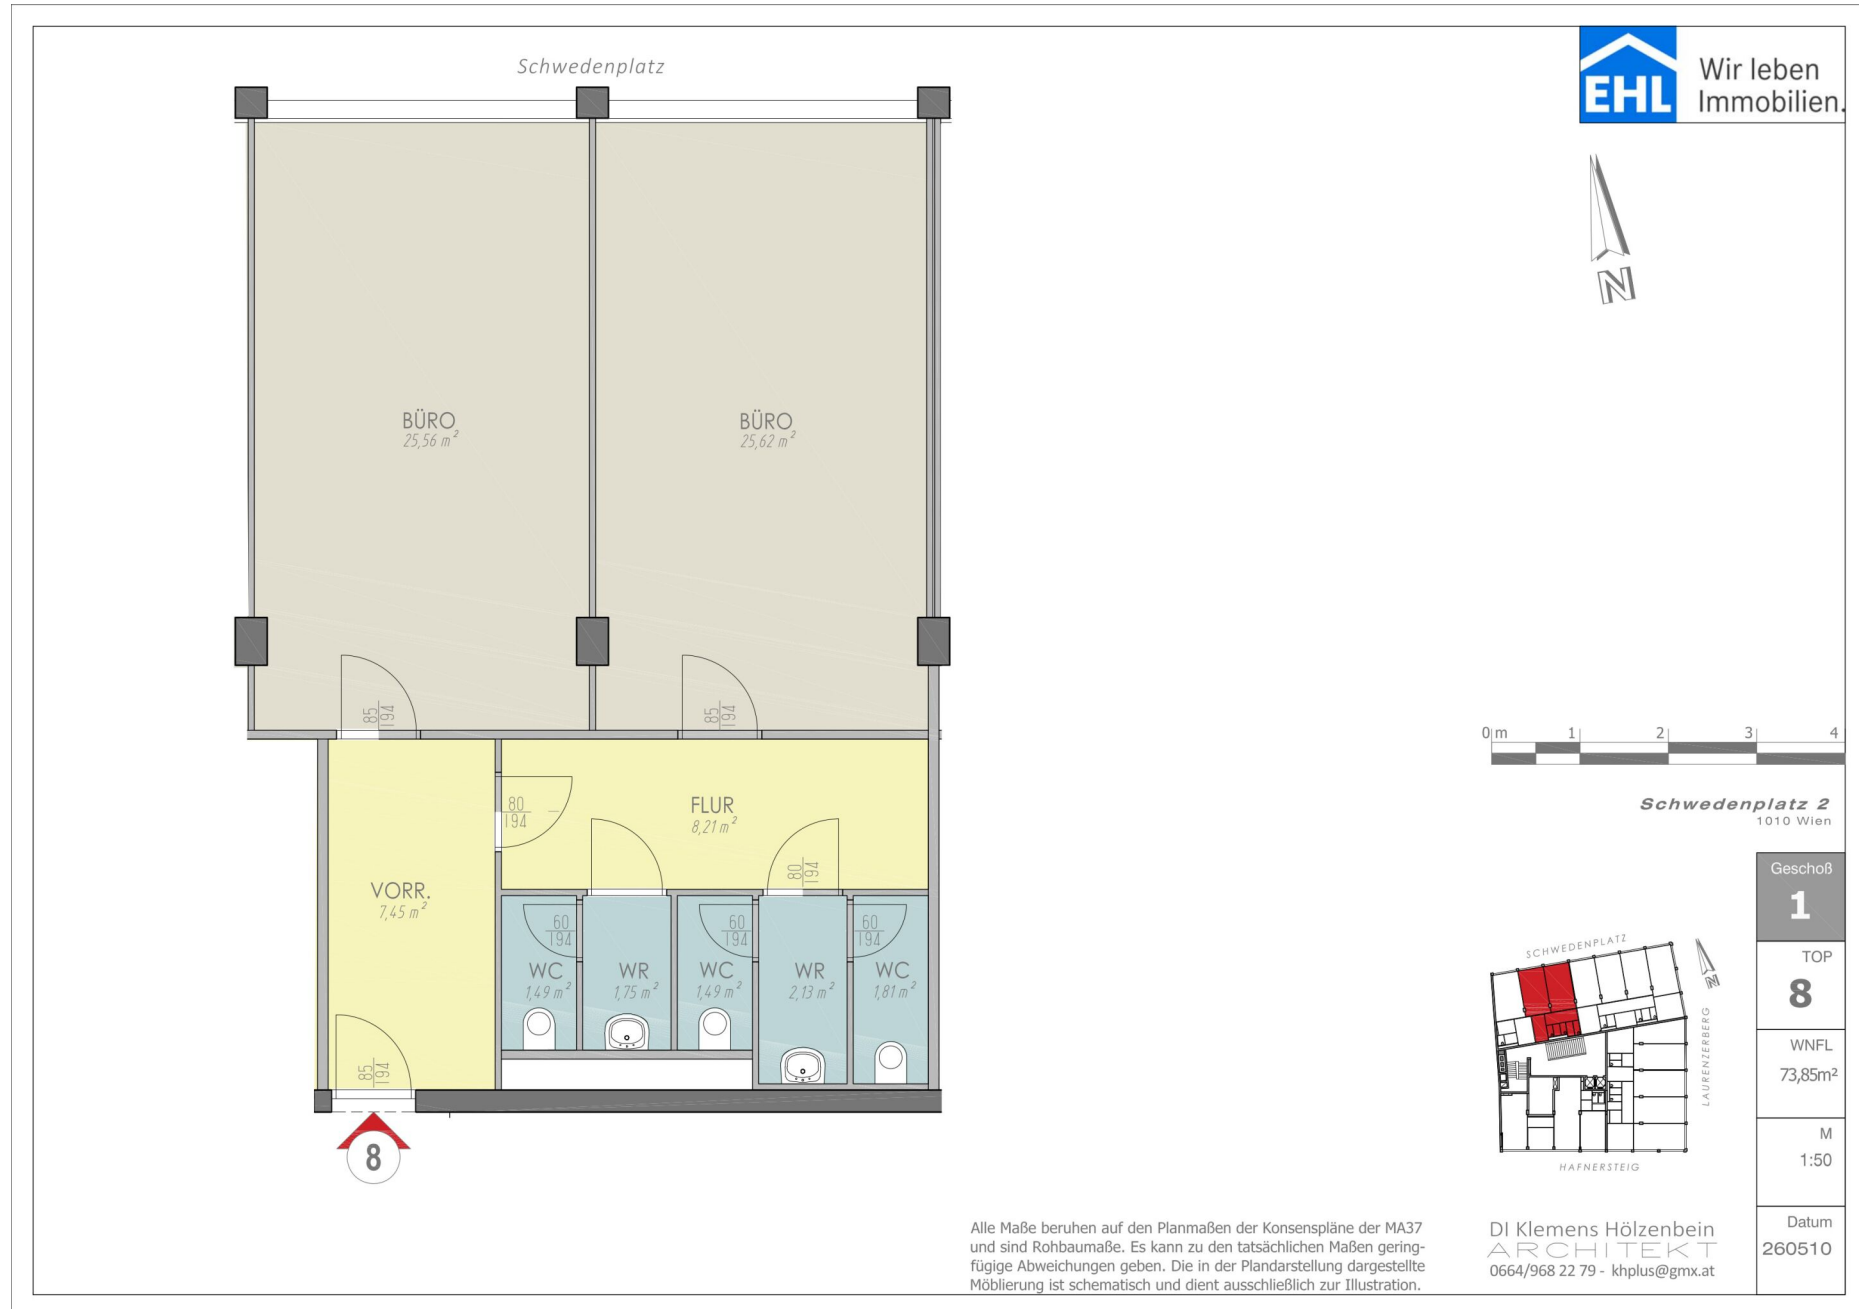 Schwedenplatz
EHL
Wir leben
Immobilien.
N
BÜRO
25,56 m²
BÜRO
25,62 m²
85
194
85
194
0 m 1 2 3 4
Schwedenplatz 2
1010 Wien
80
194
FLUR
8,21 m²
80
194
VORR.
7,45 m²
60
194
60
194
60
194
WC
1,49 m²
WR
1,75 m²
WC
1,49 m²
WR
2,13 m²
WC
1,81 m²
85
194
8
Geschoß
1
TOP
8
WNFL
73,85m²
M
1:50
Datum
260510
SCHWEDENPLATZ
N
LAURENZERBERG
HAFNERSTEIG
Alle Maße beruhen auf den Planmaßen der Konsenspläne der MA37
und sind Rohbaumaße. Es kann zu den tatsächlichen Maßen gering-
fügige Abweichungen geben. Die in der Plandarstellung dargestellte
Möblierung ist schematisch und dient ausschließlich zur Illustration.
DI Klemens Hölzenbein
ARCHITEKT
0664/968 22 79 - khplus@gmx.at